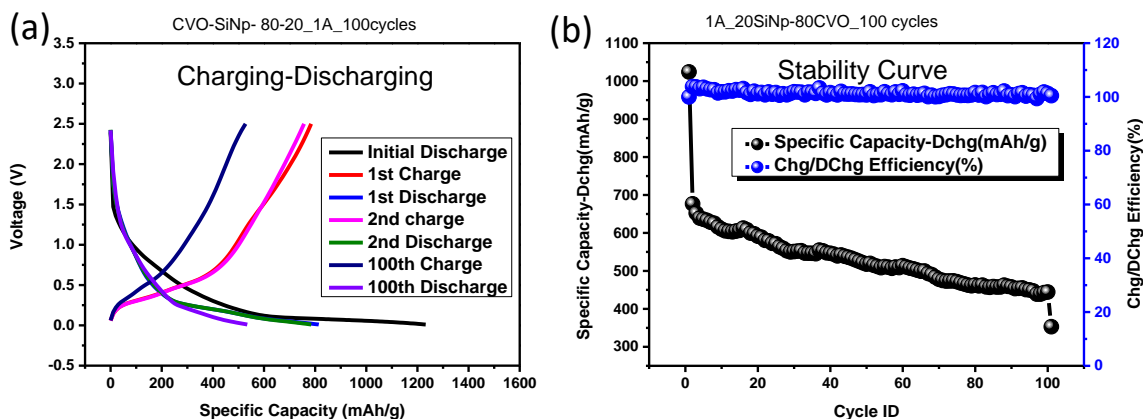 (a)
CVO-SiNp- 80-20_1A_100cycles
Charging-Discharging
3.5
3.0
2.5
2.0
1.5
1.0
0.5
0.0
-0.5
Voltage (V)
Initial Discharge
1st Charge
1st Discharge
2nd charge
2nd Discharge
100th Charge
100th Discharge
0 200 400 600 800 1000 1200 1400 1600
Specific Capacity (mAh/g)
(b)
1A_20SiNp-80CVO_100 cycles
Stability Curve
1100
1000
900
800
700
600
500
400
300
Specific Capacity-Dchg(mAh/g)
Specific Capacity-Dchg(mAh/g)
Chg/DChg Efficiency(%)
120
100
80
60
40
20
0
Chg/DChg Efficiency(%)
0 20 40 60 80 100
Cycle ID